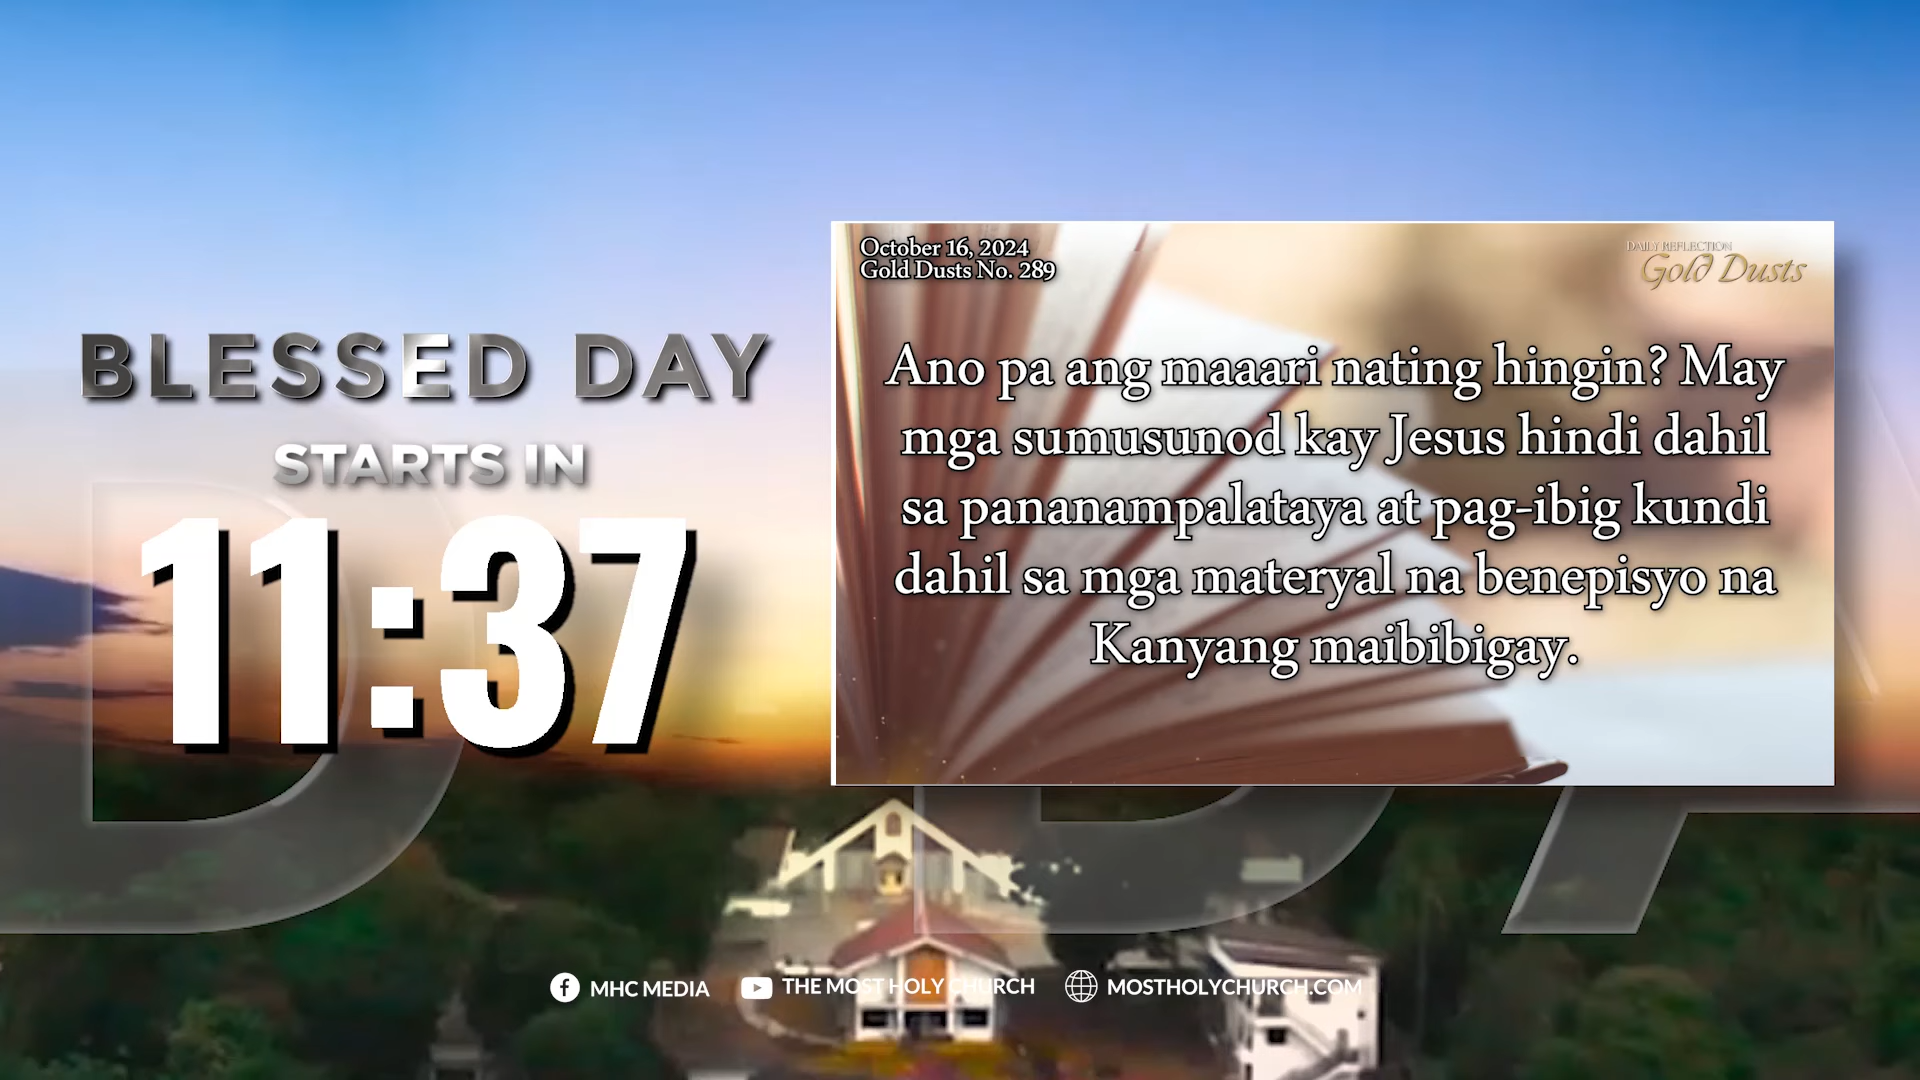 BLESSED DAY
STARTS IN
11:37
October 16, 2024
Gold Dusts No. 289
DAILY REFLECTION
Gold Dusts
Ano pa ang maaari nating hingin? May
mga sumusunod kay Jesus hindi dahil
sa pananampalataya at pag-ibig kundi
dahil sa mga materyal na benepisyo na
Kanyang maibibigay.
MHC MEDIA
THE MOST HOLY CHURCH
MOSTHOLYCHURCH.COM